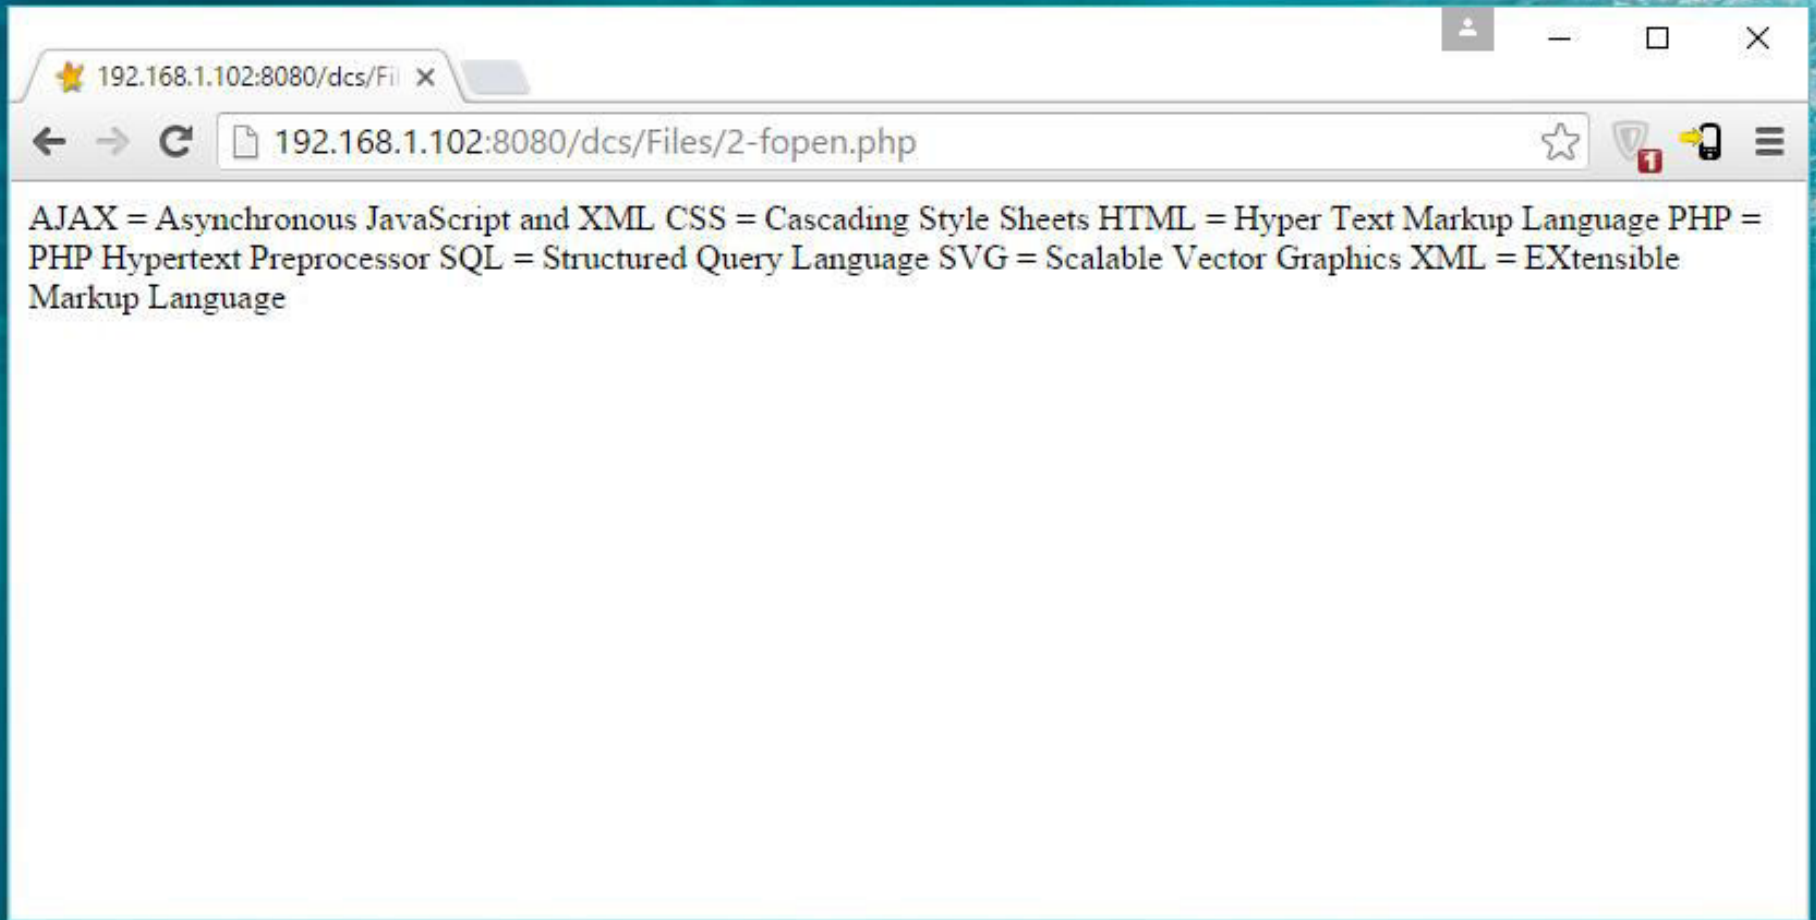 192.168.1.102:8080/dcs/Fil
192.168.1.102:8080/dcs/Files/2-fopen.php
1
AJAX = Asynchronous JavaScript and XML CSS = Cascading Style Sheets HTML = Hyper Text Markup Language PHP =
PHP Hypertext Preprocessor SQL = Structured Query Language SVG = Scalable Vector Graphics XML = EXtensible
Markup Language